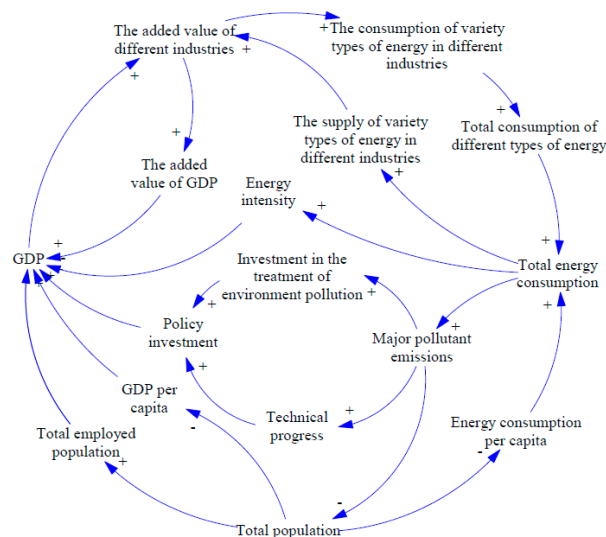 The added value of
different industries
+
+
+
The consumption of variety
types of energy in different
industries
+
Total consumption of
different types of energy
The supply of variety
types of energy in
different industries
+
+
The added
value of GDP
Energy
intensity
+
+
-
GDP
+
Investment in the
treatment of
environment pollution
+
+
Total energy
consumption
+
+
Policy
investment
+
+
Major pollutant
emissions
GDP per
capita
-
Technical
progress
+
Energy consumption
per capita
-
Total employed
population
+
-
Total population